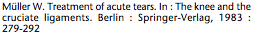 Müller W. Treatment of acute tears. In : The knee and the
cruciate ligaments. Berlin : Springer-Verlag, 1983 :
279-292